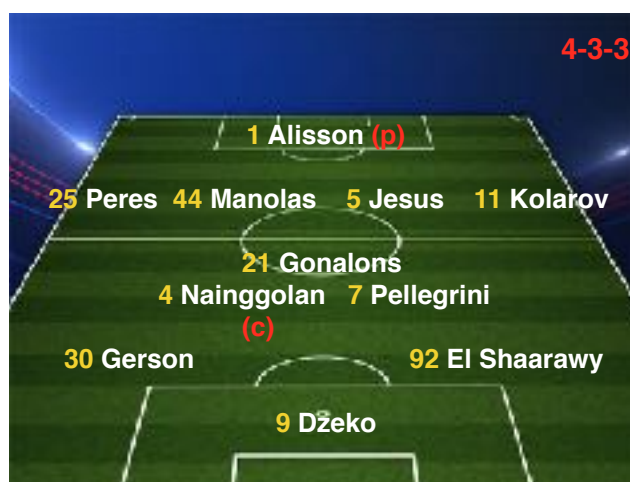 4-3-3
1 Alisson (p)
25 Peres 44 Manolas 5 Jesus 11 Kolarov
21 Gonalons
4 Nainggolan 7 Pellegrini
(c)
30 Gerson 92 El Shaarawy
9 Dzeko